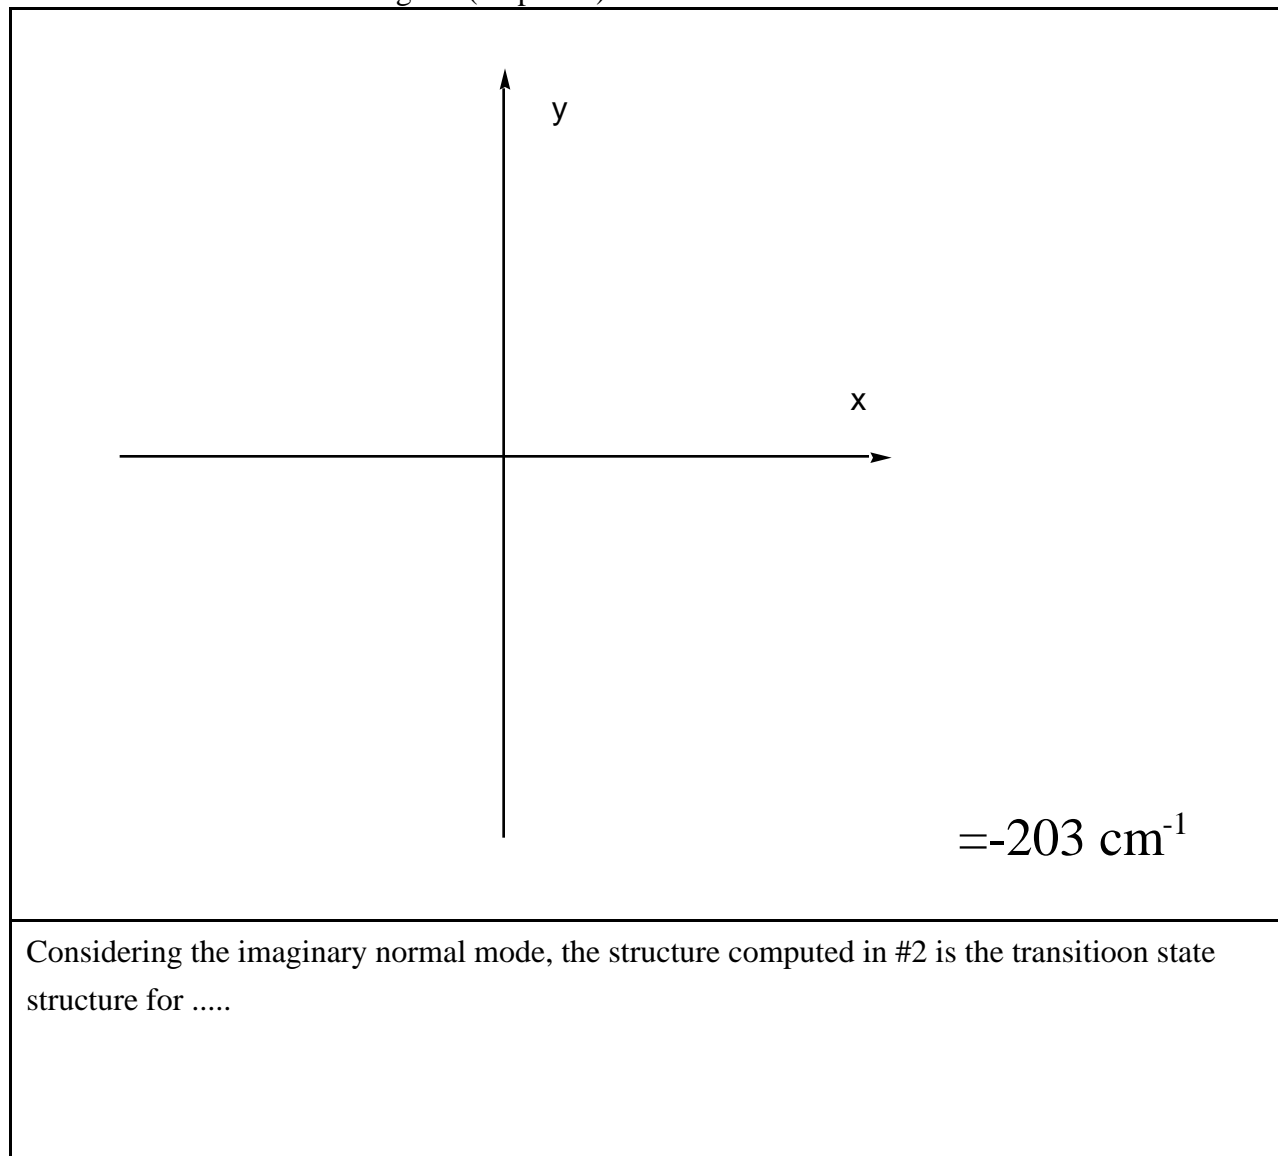 y
x
=-203 cm-1
Considering the imaginary normal mode, the structure computed in #2 is the transitioon state
structure for .....